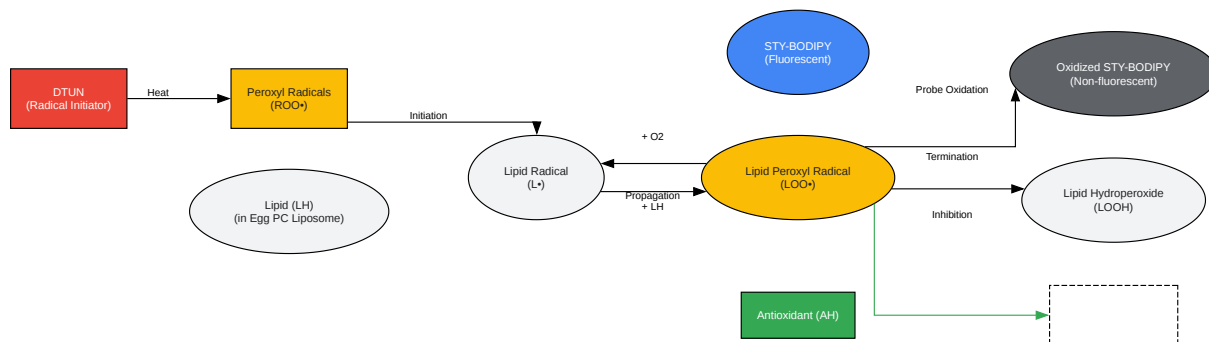 STY-BODIPY
(Fluorescent)
Oxidized STY-BODIPY
(Non-fluorescent)
DTUN
(Radical Initiator)
Heat
Peroxyl Radicals
(ROO•)
Probe Oxidation
Initiation
+ O2
Termination
Lipid Radical
(L•)
Lipid Peroxyl Radical
(LOO•)
Lipid Hydroperoxide
(LOOH)
Propagation
+ LH
Lipid (LH)
(in Egg PC Liposome)
Inhibition
Antioxidant (AH)